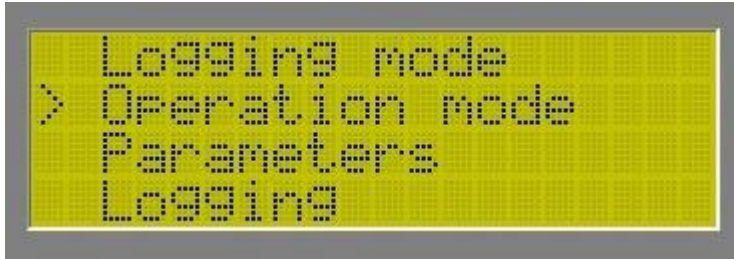 Logging mode
> Operation mode
Parameters
Logging